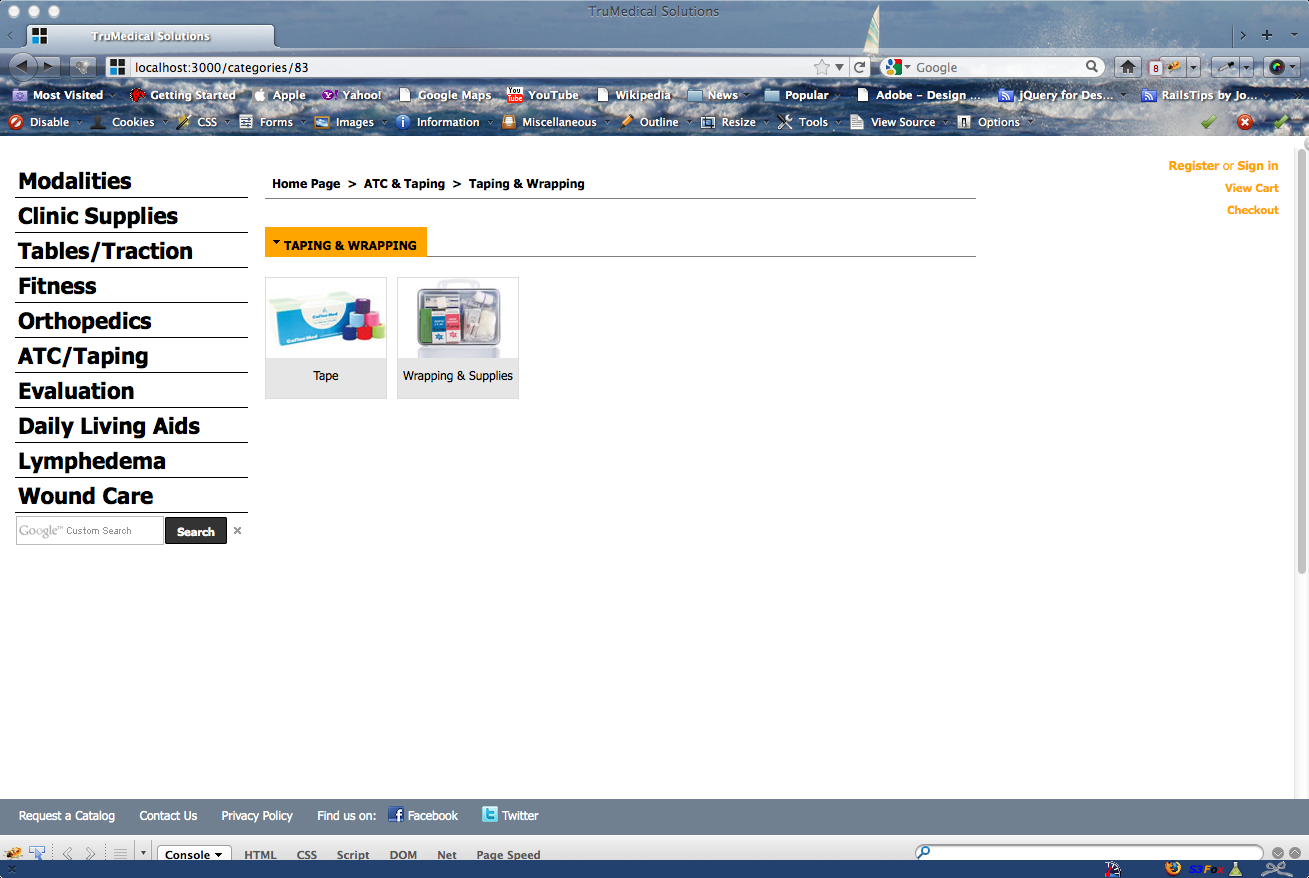 TruMedical Solutions
TruMedical Solutions
localhost:3000/categories/83
Google
8
Most Visited Getting Started Apple Yahoo! Google Maps YouTube Wikipedia News Popular Adobe – Design ... jQuery for Des... RailsTips by Jo...
Disable Cookies CSS Forms Images Information Miscellaneous Outline Resize Tools View Source Options
Register or Sign in
View Cart
Checkout
Modalities
Clinic Supplies
Tables/Traction
Fitness
Orthopedics
ATC/Taping
Evaluation
Daily Living Aids
Lymphedema
Wound Care
Google™ Custom Search Search ×
Home Page > ATC & Taping > Taping & Wrapping
TAPING & WRAPPING
Tape
Wrapping & Supplies
Request a Catalog Contact Us Privacy Policy Find us on: Facebook Twitter
Console HTML CSS Script DOM Net Page Speed
S3Fox